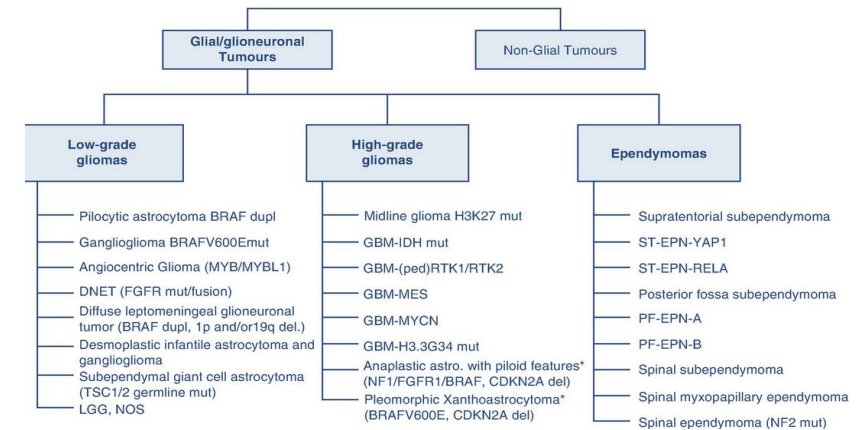 Glial/glioneuronal
Tumours
Non-Glial Tumours
Low-grade
gliomas
High-grade
gliomas
Ependymomas
Pilocytic astrocytoma BRAF dupl
Ganglioglioma BRAFV600Emut
Angiocentric Glioma (MYB/MYBL1)
DNET (FGFR mut/fusion)
Diffuse leptomeningeal glioneuronal
tumor (BRAF dupl, 1p and/or19q del.)
Desmoplastic infantile astrocytoma and
ganglioglioma
Subependymal giant cell astrocytoma
(TSC1/2 germline mut)
LGG, NOS
Midline glioma H3K27 mut
GBM-IDH mut
GBM-(ped)RTK1/RTK2
GBM-MES
GBM-MYCN
GBM-H3.3G34 mut
Anaplastic astro. with piloid features*
(NF1/FGFR1/BRAF, CDKN2A del)
Pleomorphic Xanthoastrocytoma*
(BRAFV600E, CDKN2A del)
Supratentorial subependymoma
ST-EPN-YAP1
ST-EPN-RELA
Posterior fossa subependymoma
PF-EPN-A
PF-EPN-B
Spinal subependymoma
Spinal myxopapillary ependymoma
Spinal ependymoma (NF2 mut)